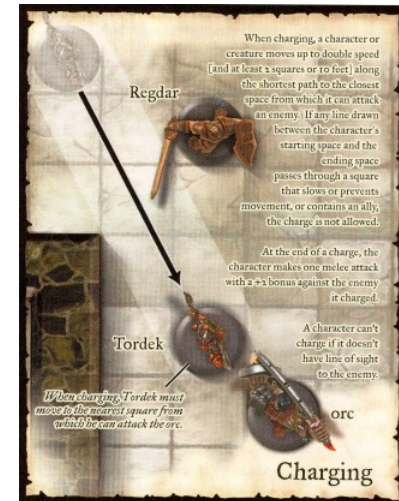 When charging, a character or
creature moves up to double speed
[and at least 2 squares or 10 feet] along
the shortest path to the closest
space from which it can attack
an enemy. If any line drawn
between the character's
starting space and the
ending space
passes through a square
that slows or prevents
movement, or contains an ally,
the charge is not allowed.
Regdar
At the end of a charge, the
character makes one melee attack
with a +2 bonus against the enemy
it charged.
A character can't
charge if it doesn't
have line of sight
to the enemy.
Tordek
When charging, Tordek must
move to the nearest square from
which he can attack the orc.
orc
Charging